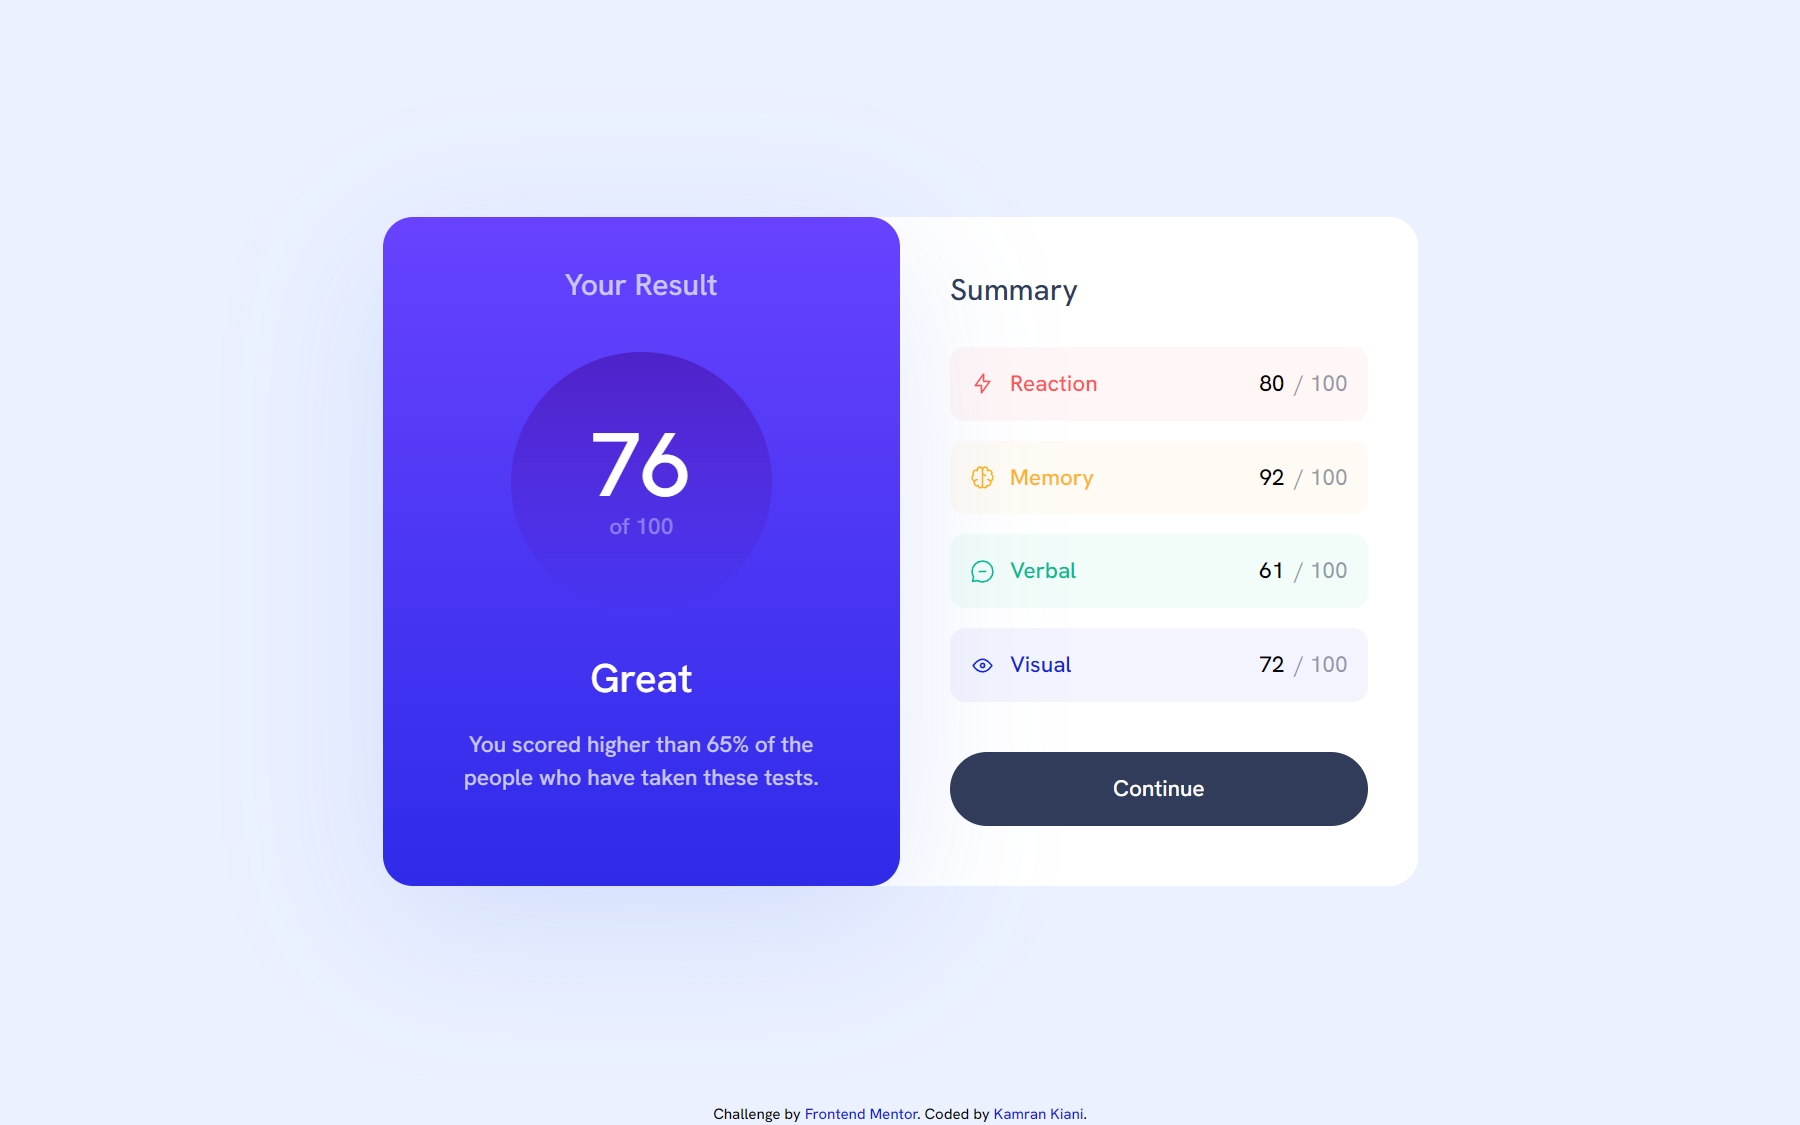 Your Result
76
of 100
Great
You scored higher than 65% of the
people who have taken these tests.
Summary
Reaction 80 / 100
Memory 92 / 100
Verbal 61 / 100
Visual 72 / 100
Continue
Challenge by Frontend Mentor. Coded by Kamran Kiani.